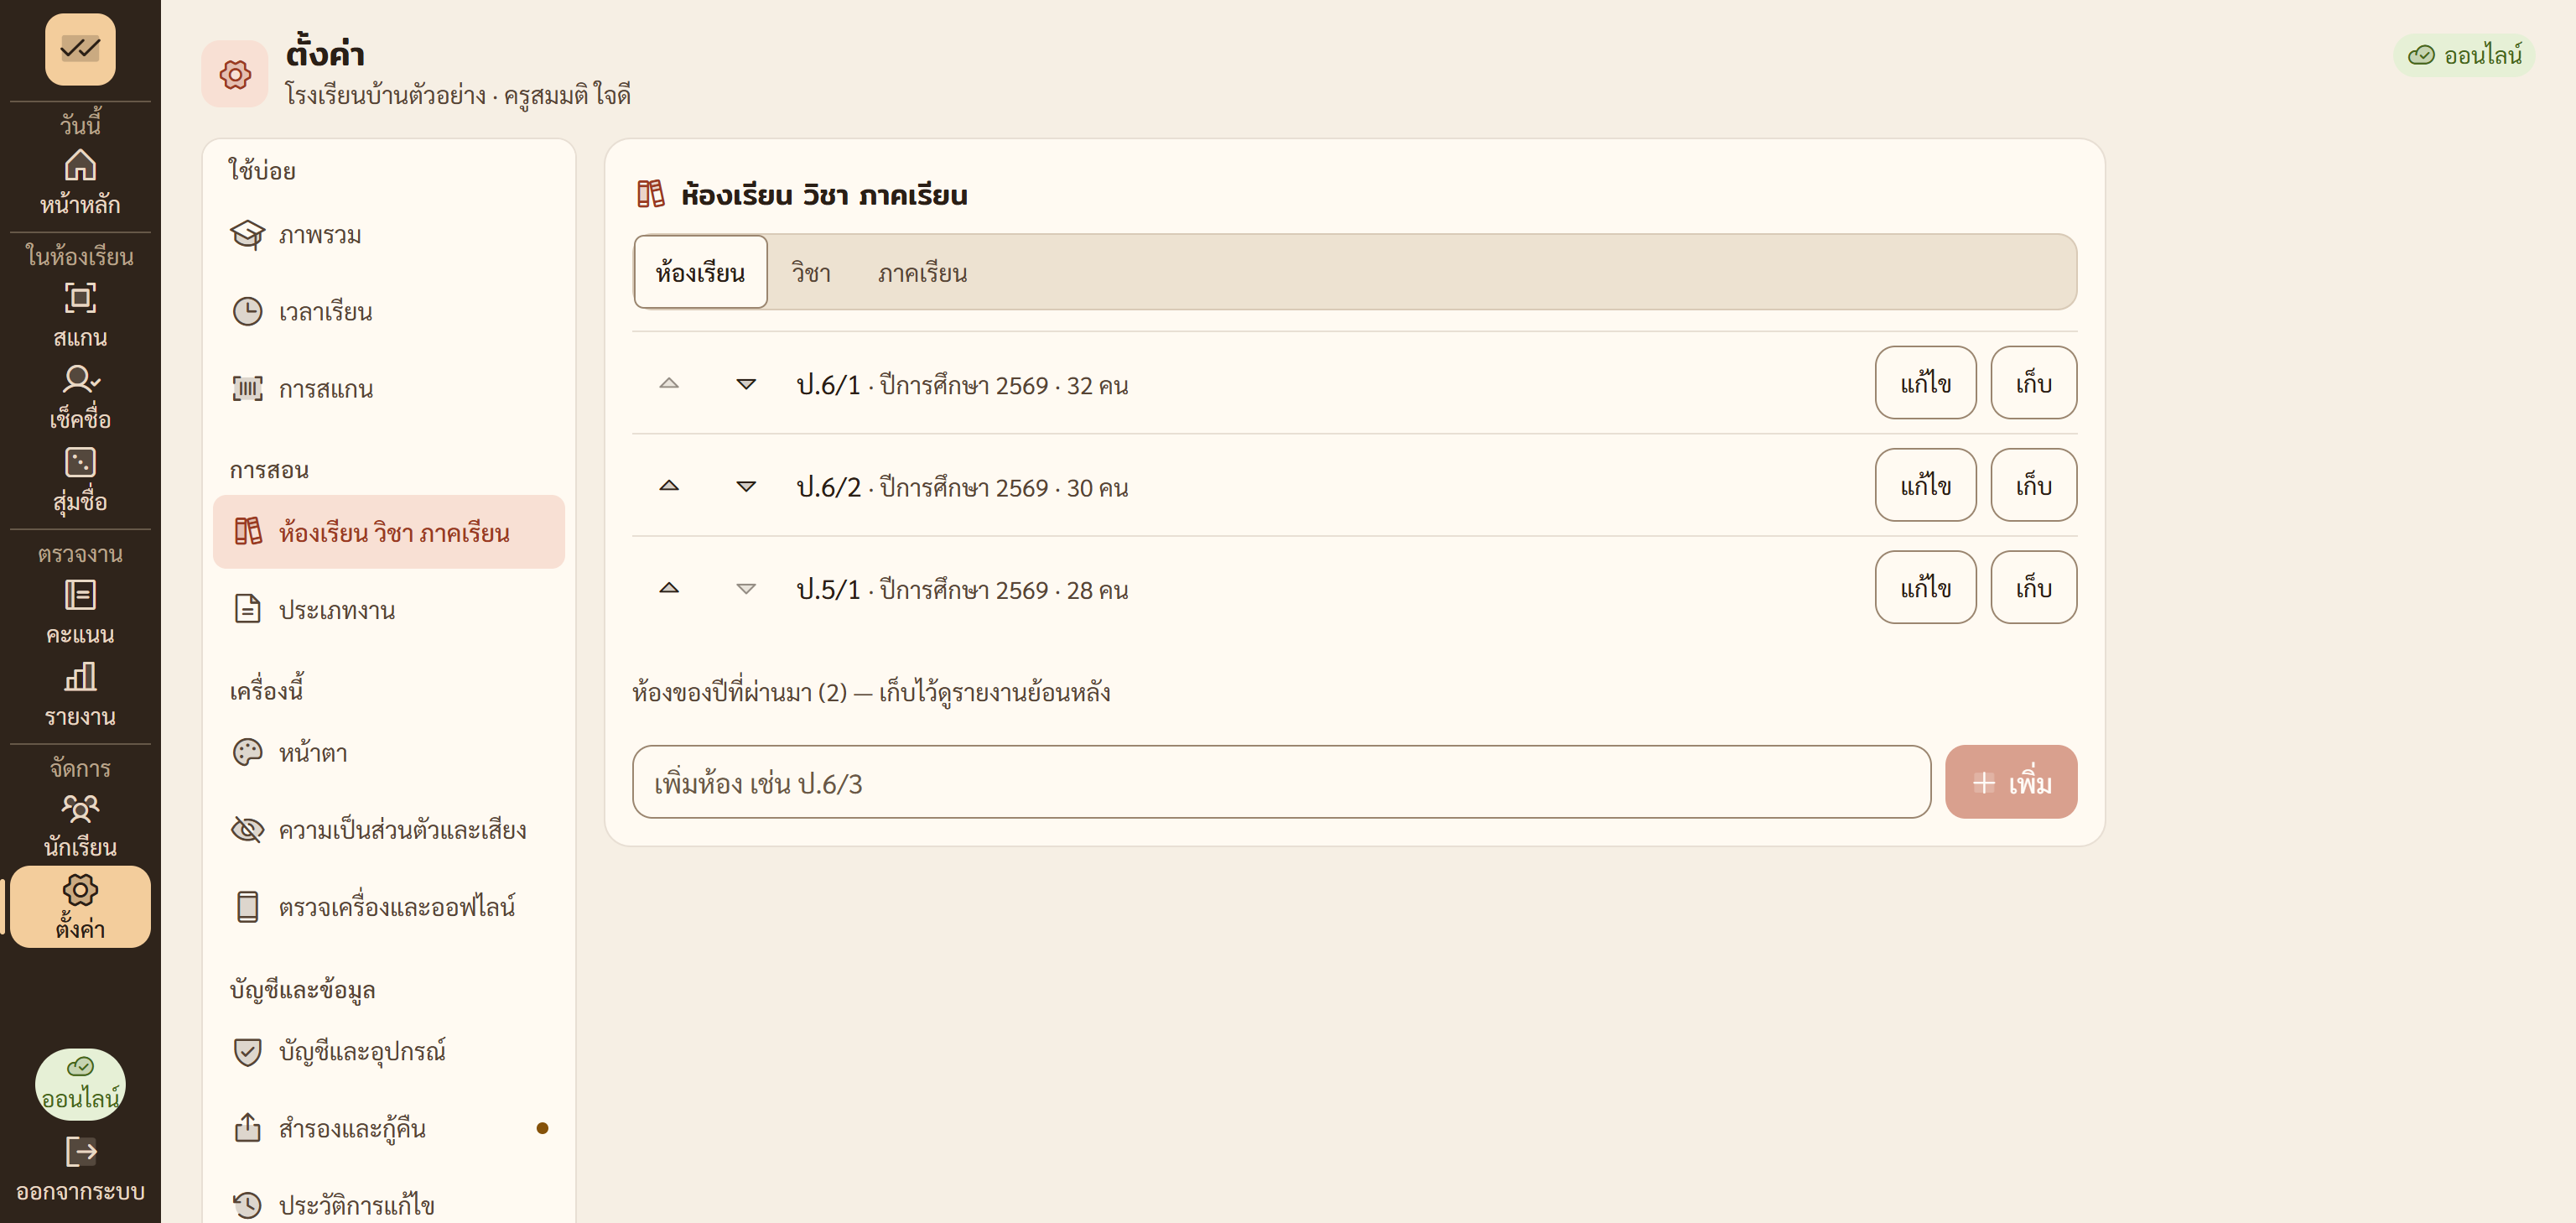 วันนี้
หน้าหลัก
ในห้องเรียน
สแกน
เช็คชื่อ
สุ่มชื่อ
ตรวจงาน
คะแนน
รายงาน
จัดการ
นักเรียน
ตั้งค่า
ออนไลน์
ออกจากระบบ
ตั้งค่า
โรงเรียนบ้านตัวอย่าง · ครูสมมติ ใจดี
ออนไลน์
ใช้บ่อย
ภาพรวม
เวลาเรียน
การสแกน
การสอน
ห้องเรียน วิชา ภาคเรียน
ประเภทงาน
เครื่องนี้
หน้าตา
ความเป็นส่วนตัวและเสียง
ตรวจเครื่องและออฟไลน์
บัญชีและข้อมูล
บัญชีและอุปกรณ์
สำรองและกู้คืน
ประวัติการแก้ไข
ห้องเรียน วิชา ภาคเรียน
ห้องเรียน วิชา ภาคเรียน
ป.6/1 · ปีการศึกษา 2569 · 32 คน แก้ไข เก็บ
ป.6/2 · ปีการศึกษา 2569 · 30 คน แก้ไข เก็บ
ป.5/1 · ปีการศึกษา 2569 · 28 คน แก้ไข เก็บ
ห้องของปีที่ผ่านมา (2) — เก็บไว้ดูรายงานย้อนหลัง
เพิ่มห้อง เช่น ป.6/3 เพิ่ม